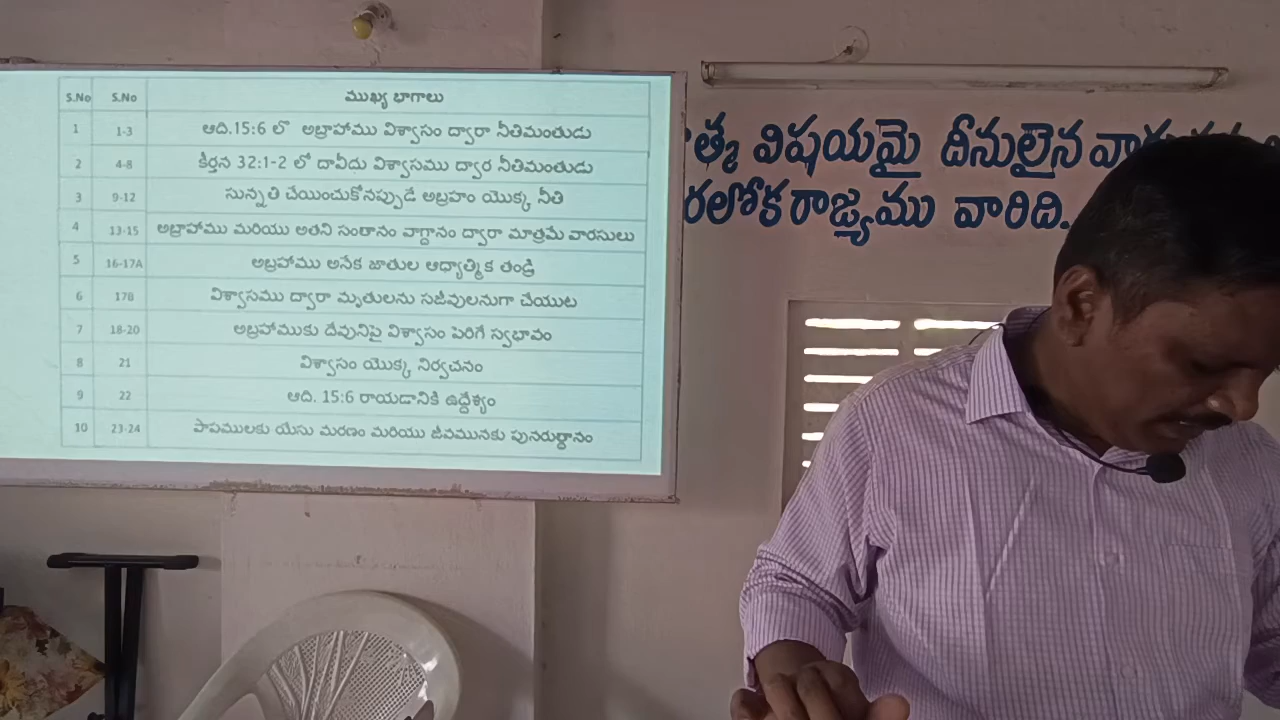 S.No S.No ముఖ్య భాగాలు
1 1-3 ఆది.15:6 లో అబ్రాహాము విశ్వాసం ద్వారా నీతిమంతుడు
2 4-8 కీర్తన 32:1-2 లో దావీదు విశ్వాసము ద్వార నీతిమంతుడు
3 9-12 సున్నతి చేయించుకోనప్పుడే అబ్రహం యొక్క నీతి
4 13-15 అబ్రాహాము మరియు అతని సంతానం వాగ్దానం ద్వారా మాత్రమే వారసులు
5 16-17A అబ్రాహాము అనేక జాతుల ఆధ్యాత్మిక తండ్రి
6 17B విశ్వాసము ద్వారా మృతులను సజీవులనుగా చేయుట
7 18-20 అబ్రహాముకు దేవునిపై విశ్వాసం పెరిగే స్వభావం
8 21 విశ్వాసం యొక్క నిర్వచనం
9 22 ఆది. 15:6 రాయడానికి ఉద్దేశ్యం
10 23-24 పాపములకు యేసు మరణం మరియు జీవమునకు పునరుర్థానం
విషయమై దీనులైన
రాజ్యము వారిది.